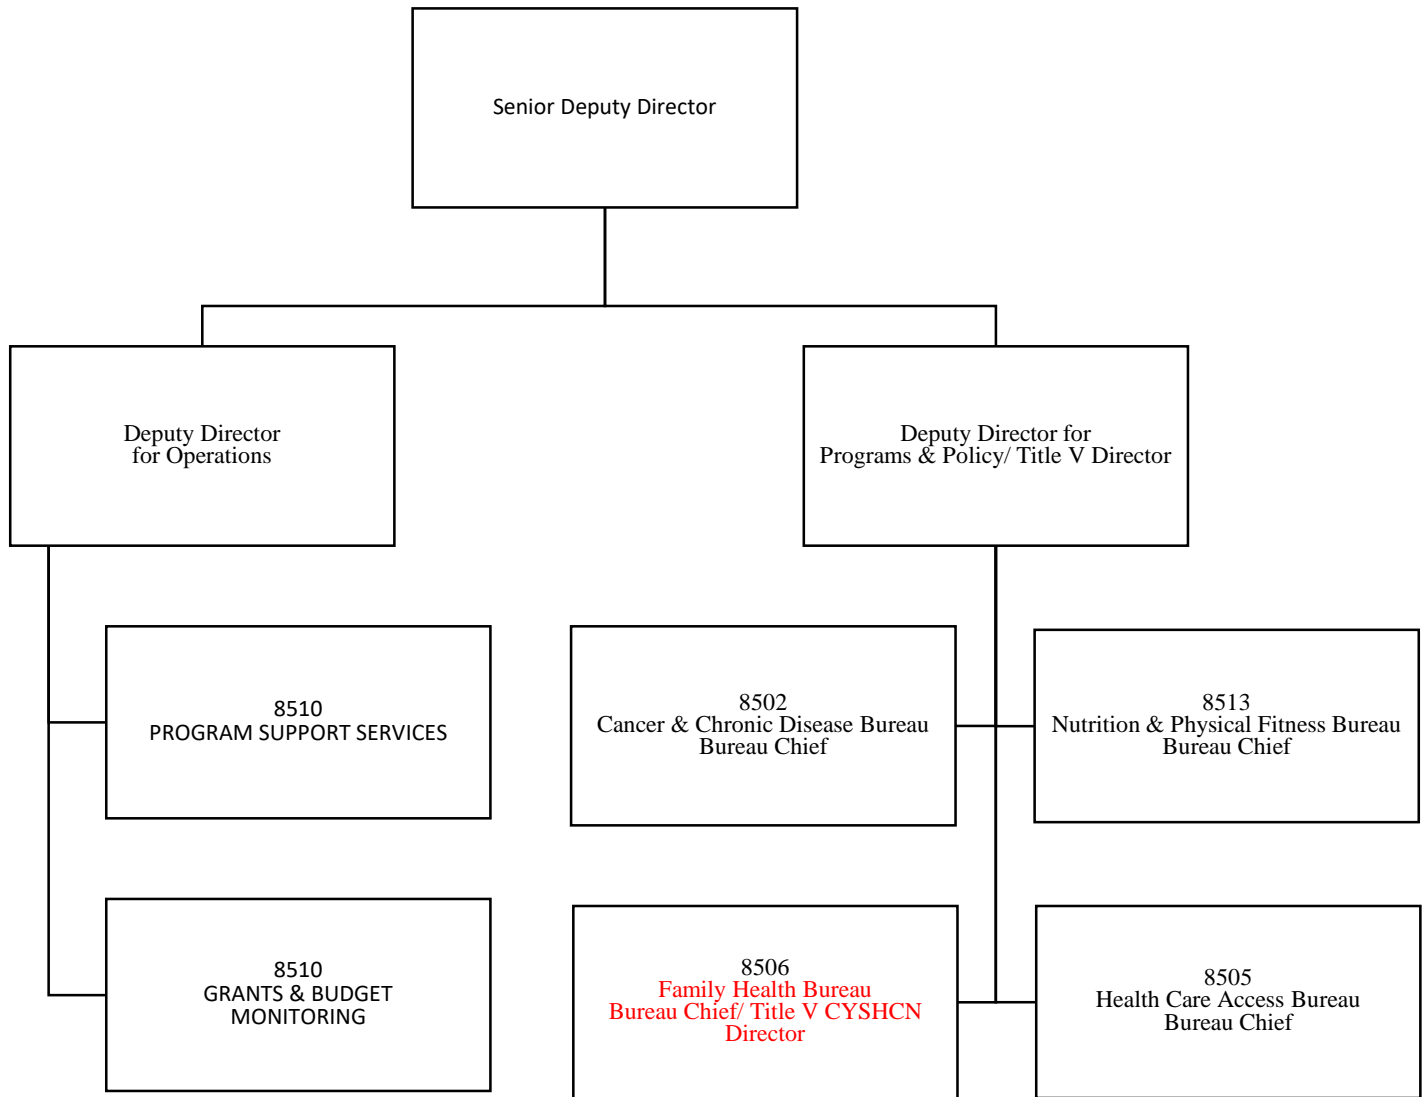 Senior Deputy Director
Deputy Director
for Operations
Deputy Director for
Programs & Policy/ Title V Director
8510
PROGRAM SUPPORT SERVICES
8502
Cancer & Chronic Disease Bureau
Bureau Chief
8513
Nutrition & Physical Fitness Bureau
Bureau Chief
8510
GRANTS & BUDGET
MONITORING
8506
Family Health Bureau
Bureau Chief/ Title V CYSHCN
Director
8505
Health Care Access Bureau
Bureau Chief